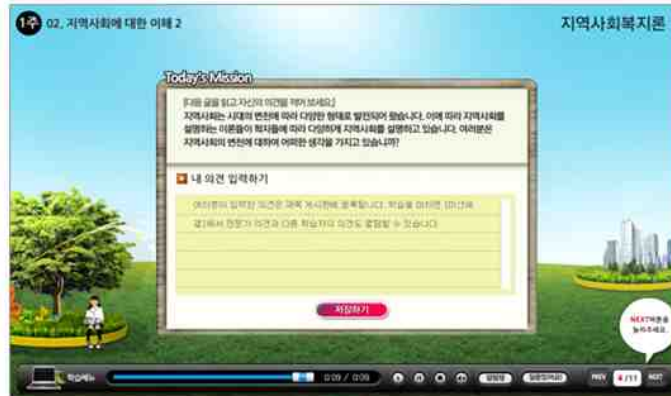 1주 02. 지역사회에 대한 이해 2
지역사회복지론
Today's Mission
[다음 글을 읽고 자신의 의견을 적어 보세요.]
지역사회는 시대의 변천에 따라 다양한 형태로 발전되어 왔습니다. 이에 따라 지역사회를
설명하는 이론들이 학자들에 따라 다양하게 지역사회를 설명하고 있습니다. 여러분은
지역사회의 변천에 대하여 어떠한 생각을 가지고 있습니까?
내 의견 입력하기
여러분이 입력한 의견은 과목 게시판에 등록됩니다. 학습을 마치면, [미션해
결]에서 전문가 의견과 다른 학습자의 의견도 열람할 수 있습니다.
저장하기
NEXT버튼을
눌러주세요.
학습메뉴
0:09 / 0:09
PREV
/11
NEXT